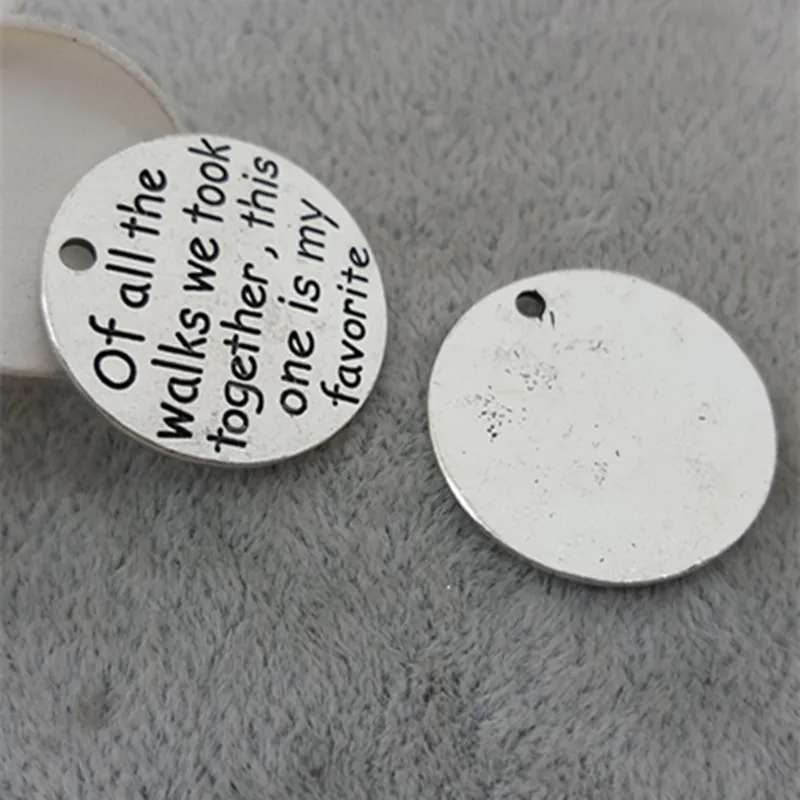 Of all the
walks we took
together, this
one is my
favorite